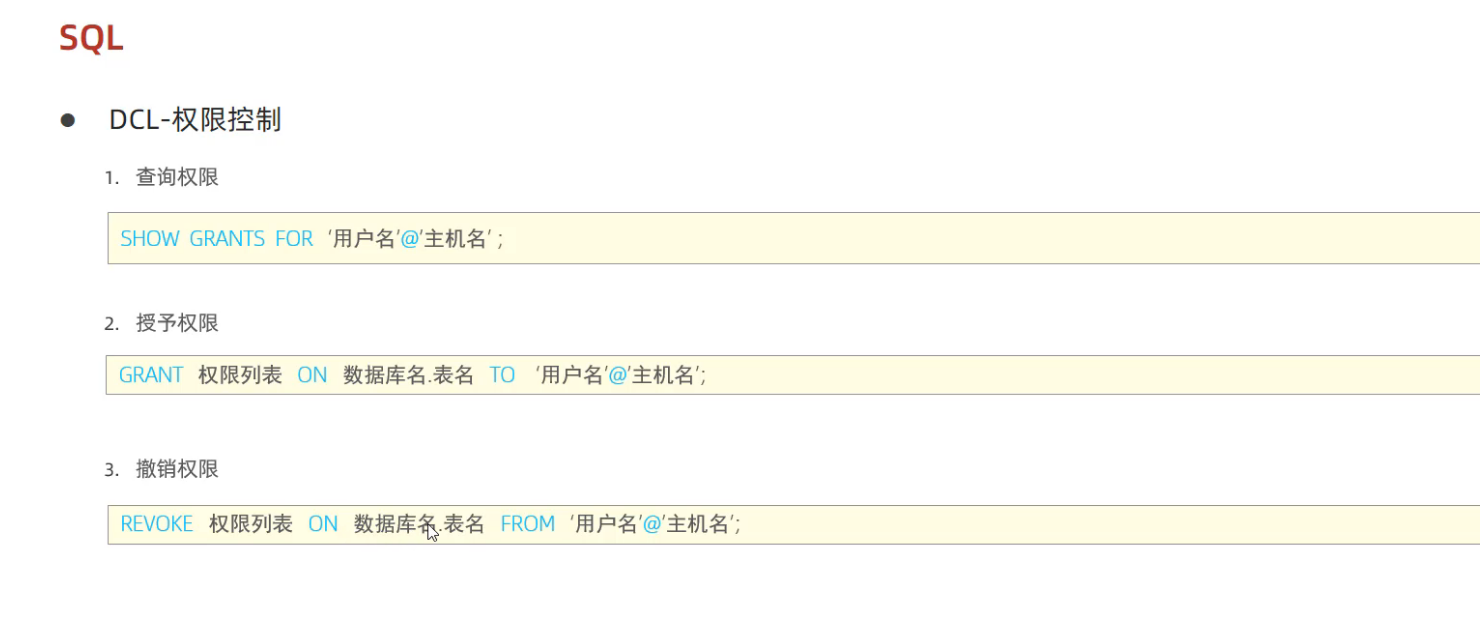 SQL
● DCL-权限控制
1. 查询权限
SHOW GRANTS FOR '用户名'@'主机名' ;
2. 授予权限
GRANT 权限列表 ON 数据库名.表名 TO '用户名'@'主机名';
3. 撤销权限
REVOKE 权限列表 ON 数据库名.表名 FROM '用户名'@'主机名';